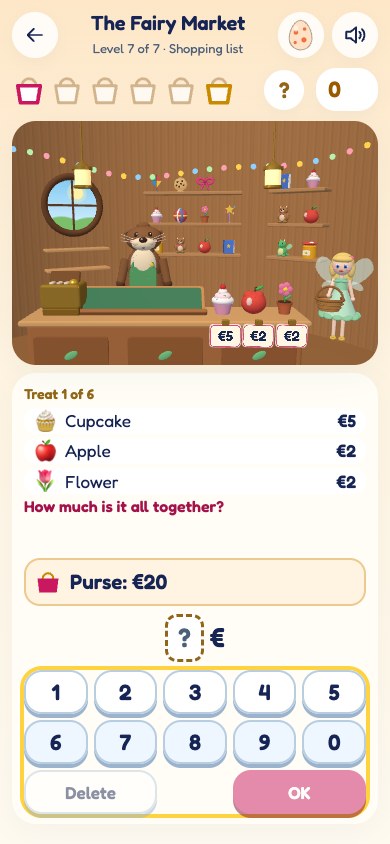 The Fairy Market
Level 7 of 7 · Shopping list
?
0
€5
€2
€2
Treat 1 of 6
Cupcake €5
Apple €2
Flower €2
How much is it all together?
Purse: €20
? €
1 2 3 4 5
6 7 8 9 0
Delete OK